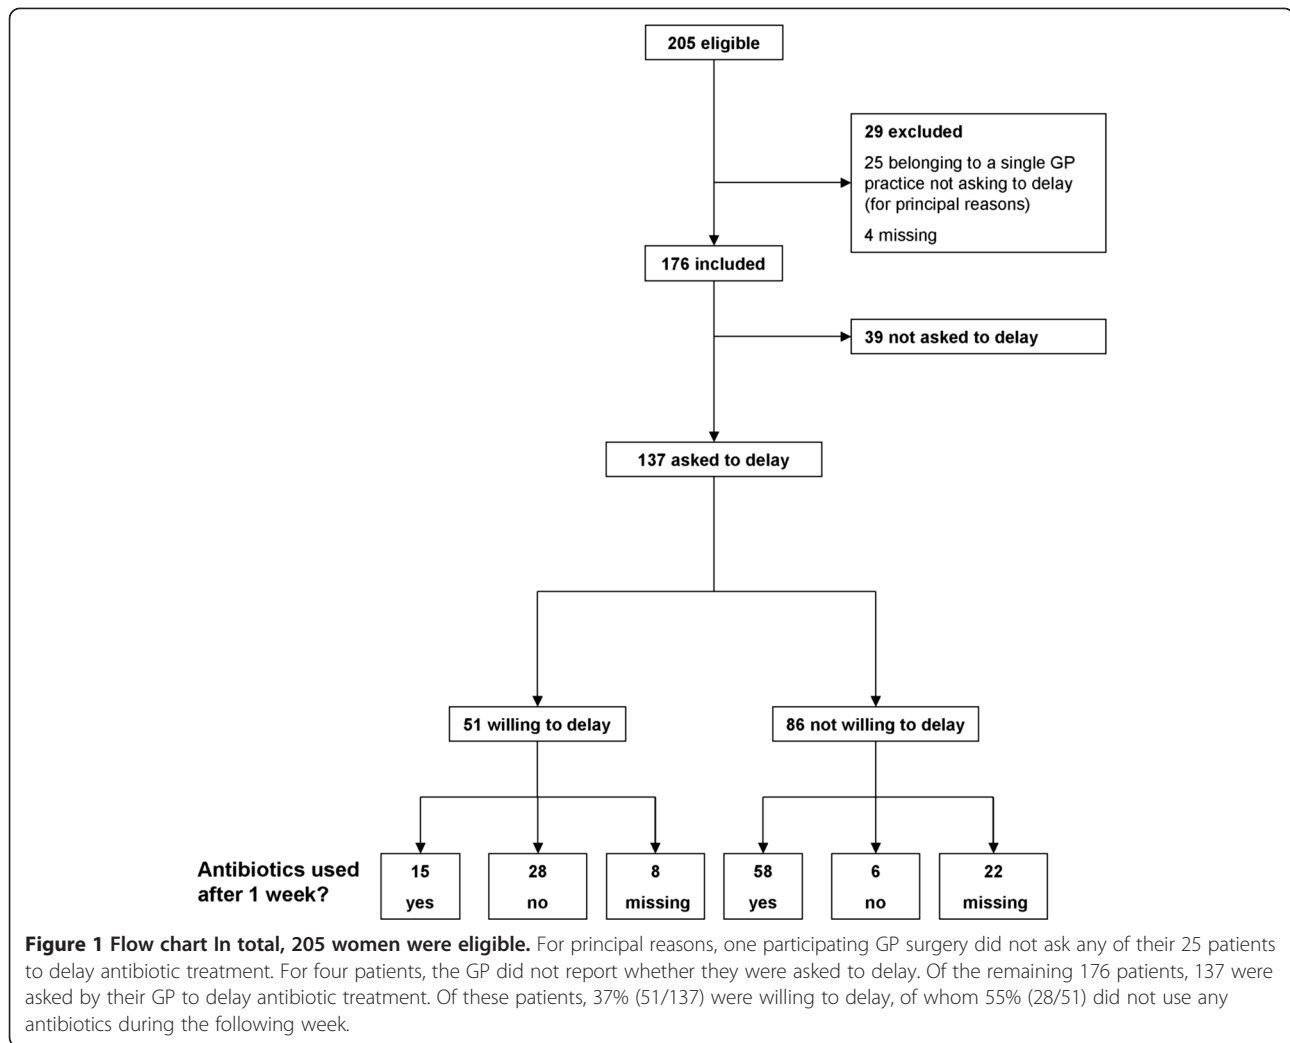 205 eligible
29 excluded
25 belonging to a single GP
practice not asking to delay
(for principal reasons)
4 missing
176 included
39 not asked to delay
137 asked to delay
51 willing to delay
86 not willing to delay
Antibiotics used
after 1 week?
15
yes
28
no
8
missing
58
yes
6
no
22
missing
Figure 1 Flow chart In total, 205 women were eligible. For principal reasons, one participating GP surgery did not ask any of their 25 patients
to delay antibiotic treatment. For four patients, the GP did not report whether they were asked to delay. Of the remaining 176 patients, 137 were
asked by their GP to delay antibiotic treatment. Of these patients, 37% (51/137) were willing to delay, of whom 55% (28/51) did not use any
antibiotics during the following week.